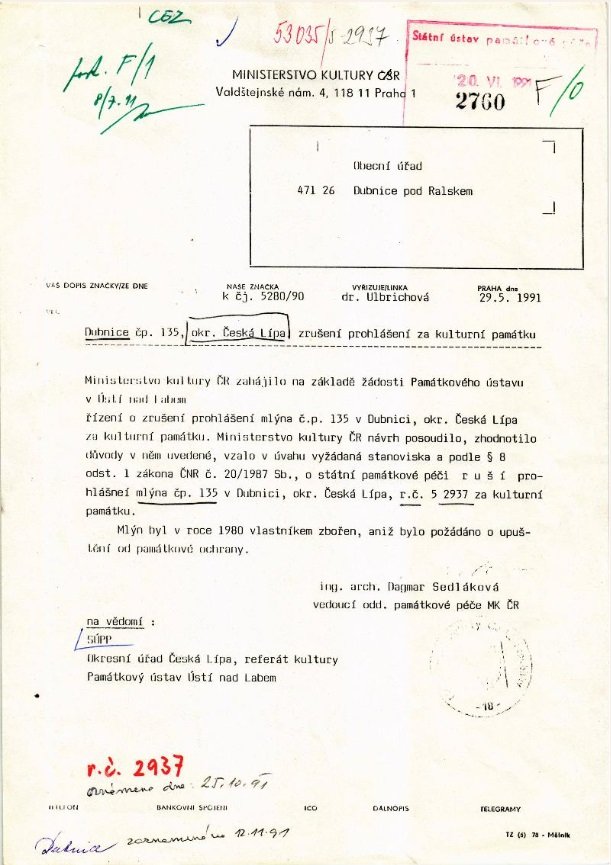 CEZ
53035/5-2937
F/1
8/7.91
MINISTERSTVO KULTURY ČSR
Valdštejnské nám. 4, 118 11 Praha 1
Státní ústav památkové péče
20. VI. 1991
2760
F/0
Obecní úřad
471 26 Dubnice pod Ralskem
VÁŠ DOPIS ZNAČKY/ZE DNE NAŠE ZNAČKA VYŘIZUJE/LINKA PRAHA dne
k čj. 5280/90 dr. Ulbrichová 29.5. 1991
VĚC
Dubnice čp. 135, okr. Česká Lípa zrušení prohlášení za kulturní památku
Ministerstvo kultury ČR zahájilo na základě žádosti Památkového ústavu
v Ústí nad Labem
řízení o zrušení prohlášení mlýna č.p. 135 v Dubnici, okr. Česká Lípa
za kulturní památku. Ministerstvo kultury ČR návrh posoudilo, zhodnotilo
důvody v něm uvedené, vzalo v úvahu vyžádaná stanoviska a podle § 8
odst. 1 zákona ČNR č. 20/1987 Sb., o státní památkové péči r u š í pro-
hlášneí mlýna čp. 135 v Dubnici, okr. Česká Lípa, r.č. 5 2937 za kulturní
památku.
Mlýn byl v roce 1980 vlastníkem zbořen, aniž bylo požádáno o upuš-
tění od památkové ochrany.
ing. arch. Dagmar Sedláková
vedoucí odd. památkové péče MK ČR
na vědomí :
SÚPP
Okresní úřad Česká Lípa, referát kultury
Památkový ústav Ústí nad Labem
-18-
r.č. 2937
oznámeno dne: 25.10.91
TELEFON BANKOVNÍ SPOJENÍ IČO DÁLNOPIS TELEGRAMY
Dubnice zaznamenáno 12.11.91
TZ (6) 78 - Mělník